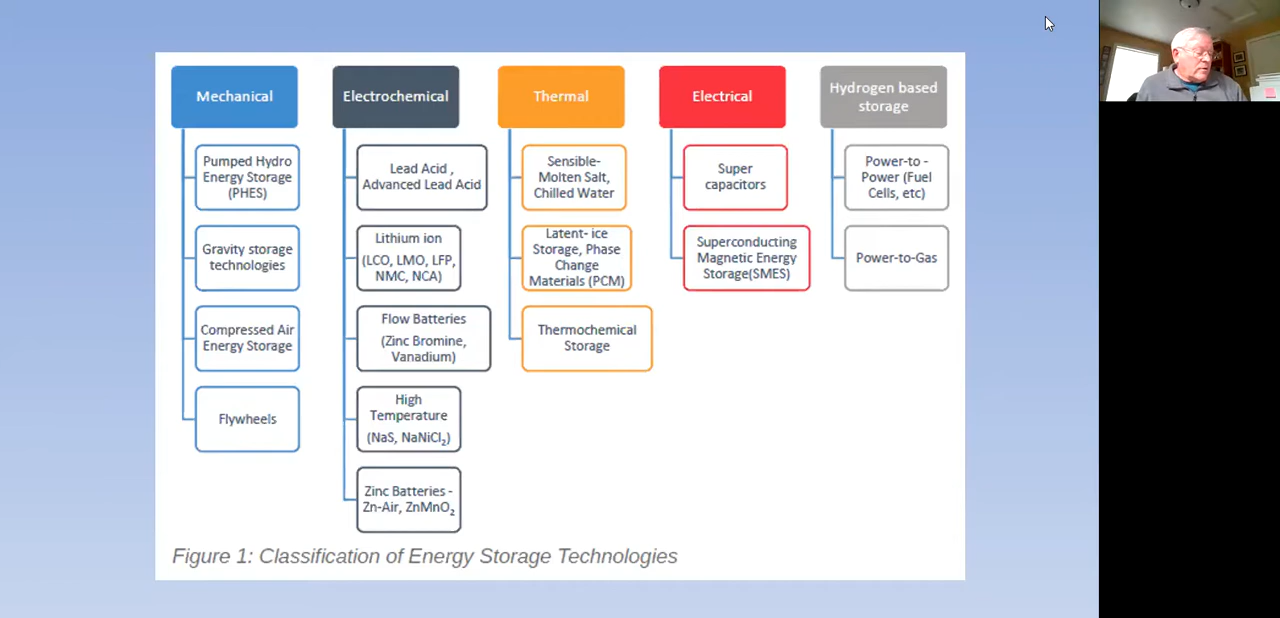 Mechanical
Pumped Hydro
Energy Storage
(PHES)
Gravity storage
technologies
Compressed Air
Energy Storage
Flywheels
Electrochemical
Lead Acid ,
Advanced Lead Acid
Lithium ion
(LCO, LMO, LFP,
NMC, NCA)
Flow Batteries
(Zinc Bromine,
Vanadium)
High
Temperature
(NaS, NaNiCl₂)
Zinc Batteries -
Zn-Air, ZnMnO₂
Thermal
Sensible-
Molten Salt,
Chilled Water
Latent- ice
Storage, Phase
Change
Materials (PCM)
Thermochemical
Storage
Electrical
Super
capacitors
Superconducting
Magnetic Energy
Storage(SMES)
Hydrogen based
storage
Power-to -
Power (Fuel
Cells, etc)
Power-to-Gas
Figure 1: Classification of Energy Storage Technologies